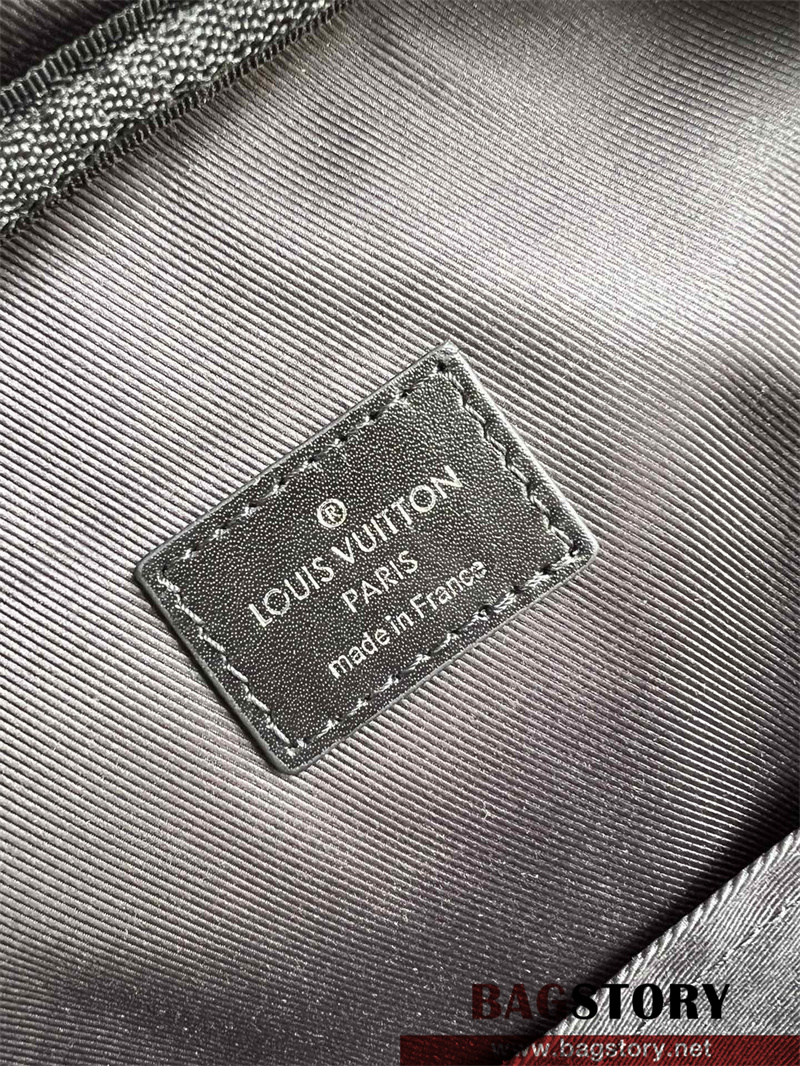 ®
LOUIS VUITTON
PARIS
made in France
BAGSTORY
www.bagstory.net